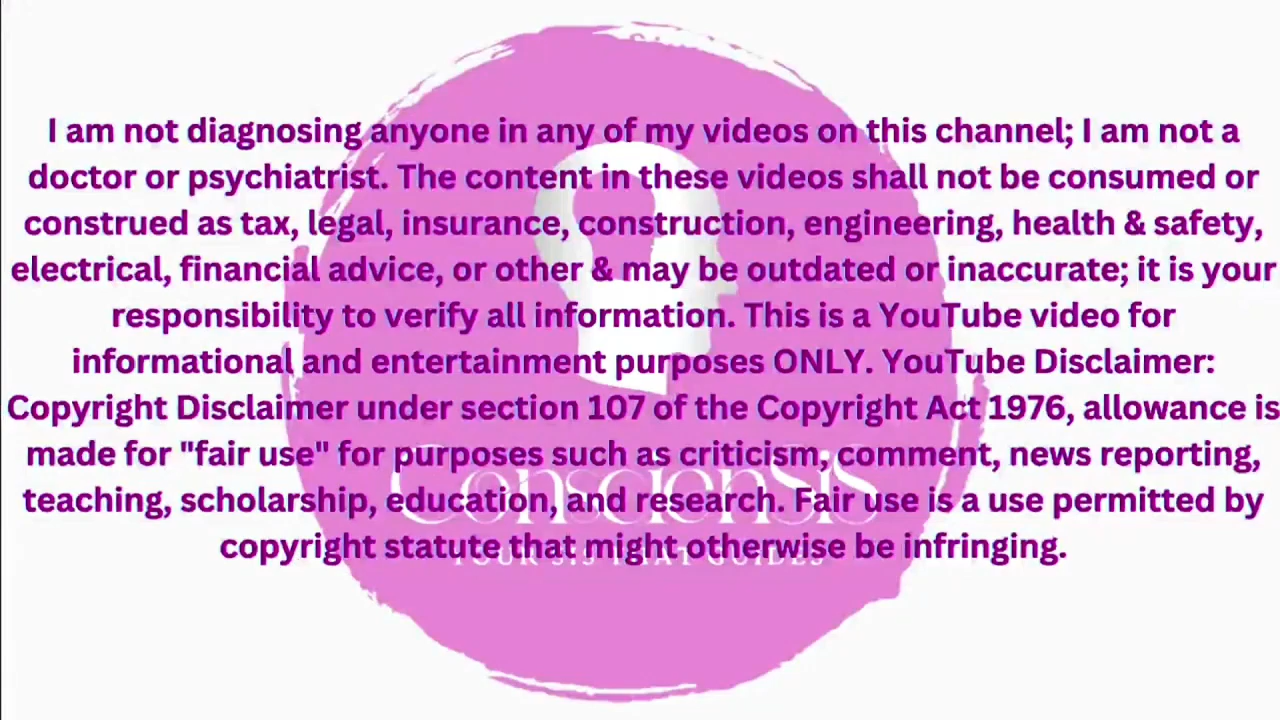 I am not diagnosing anyone in any of my videos on this channel; I am not a
doctor or psychiatrist. The content in these videos shall not be consumed or
construed as tax, legal, insurance, construction, engineering, health & safety,
electrical, financial advice, or other & may be outdated or inaccurate; it is your
responsibility to verify all information. This is a YouTube video for
informational and entertainment purposes ONLY. YouTube Disclaimer:
Copyright Disclaimer under section 107 of the Copyright Act 1976, allowance is
made for "fair use" for purposes such as criticism, comment, news reporting,
teaching, scholarship, education, and research. Fair use is a use permitted by
copyright statute that might otherwise be infringing.
ConscienSis
YOUR SIS THAT GUIDES